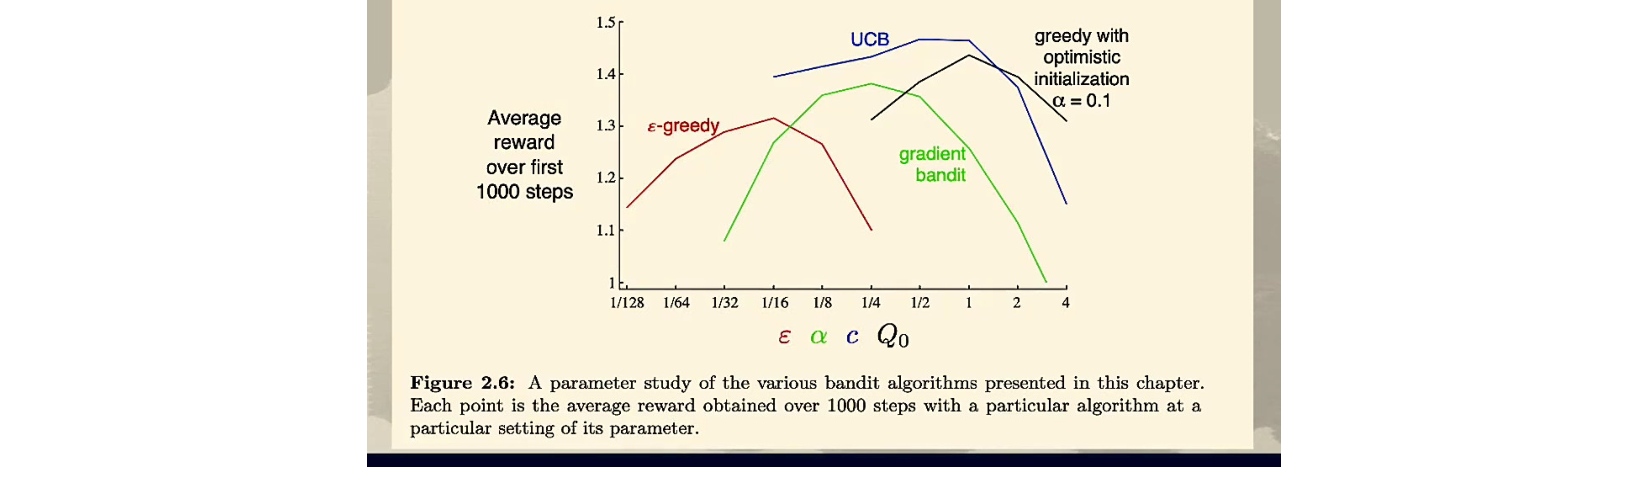 1.5
1.4
1.3
1.2
1.1
1
Average
reward
over first
1000 steps
ε-greedy
UCB
gradient
bandit
greedy with
optimistic
initialization
α = 0.1
1/128 1/64 1/32 1/16 1/8 1/4 1/2 1 2 4
ε α c Q₀
Figure 2.6: A parameter study of the various bandit algorithms presented in this chapter.
Each point is the average reward obtained over 1000 steps with a particular algorithm at a
particular setting of its parameter.